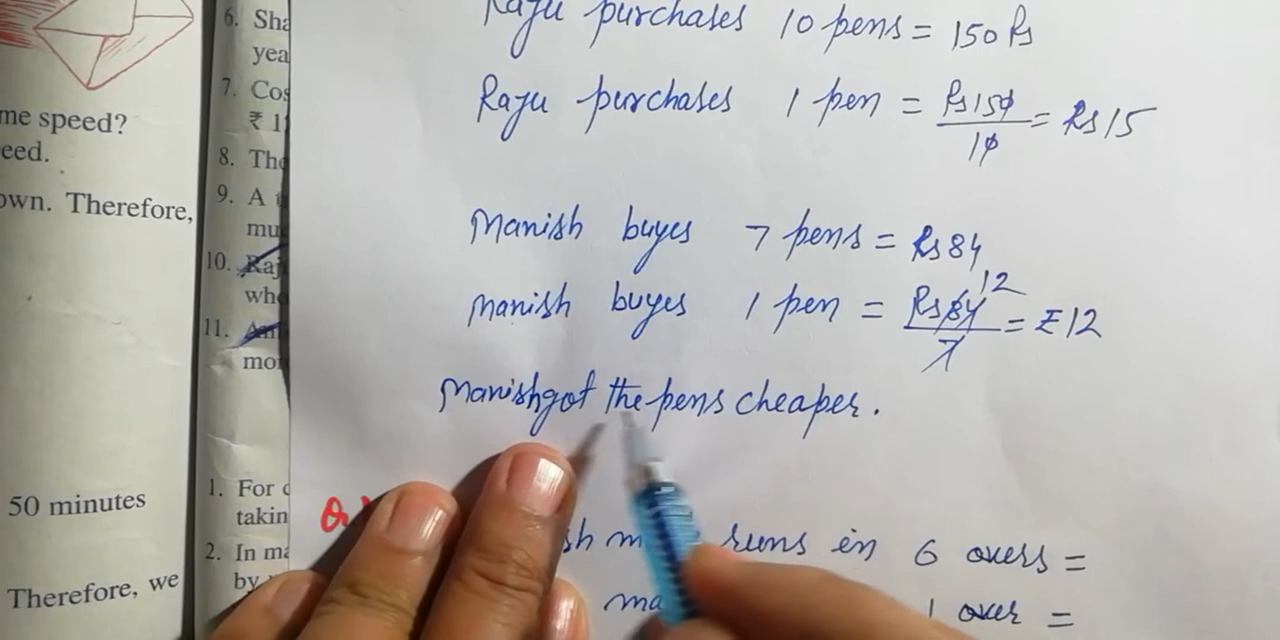 me speed?
eed.
own. Therefore,
50 minutes
Therefore, we
6. Sha
yea
7. Cos
₹ 1
8. The
9. A
mu
10. Raj
who
11.
mor
1. For
takin
2. In ma
by
Raju purchases 10 pens = 150 Rs
Raju purchases 1 pen = Rs 150 / 10 = Rs 15
Manish buyes 7 pens = Rs 84
Manish buyes 1 pen = Rs 84 / 7 12 = ₹ 12
Manish got the pens cheaper.
runs in 6 overs =
1 over =